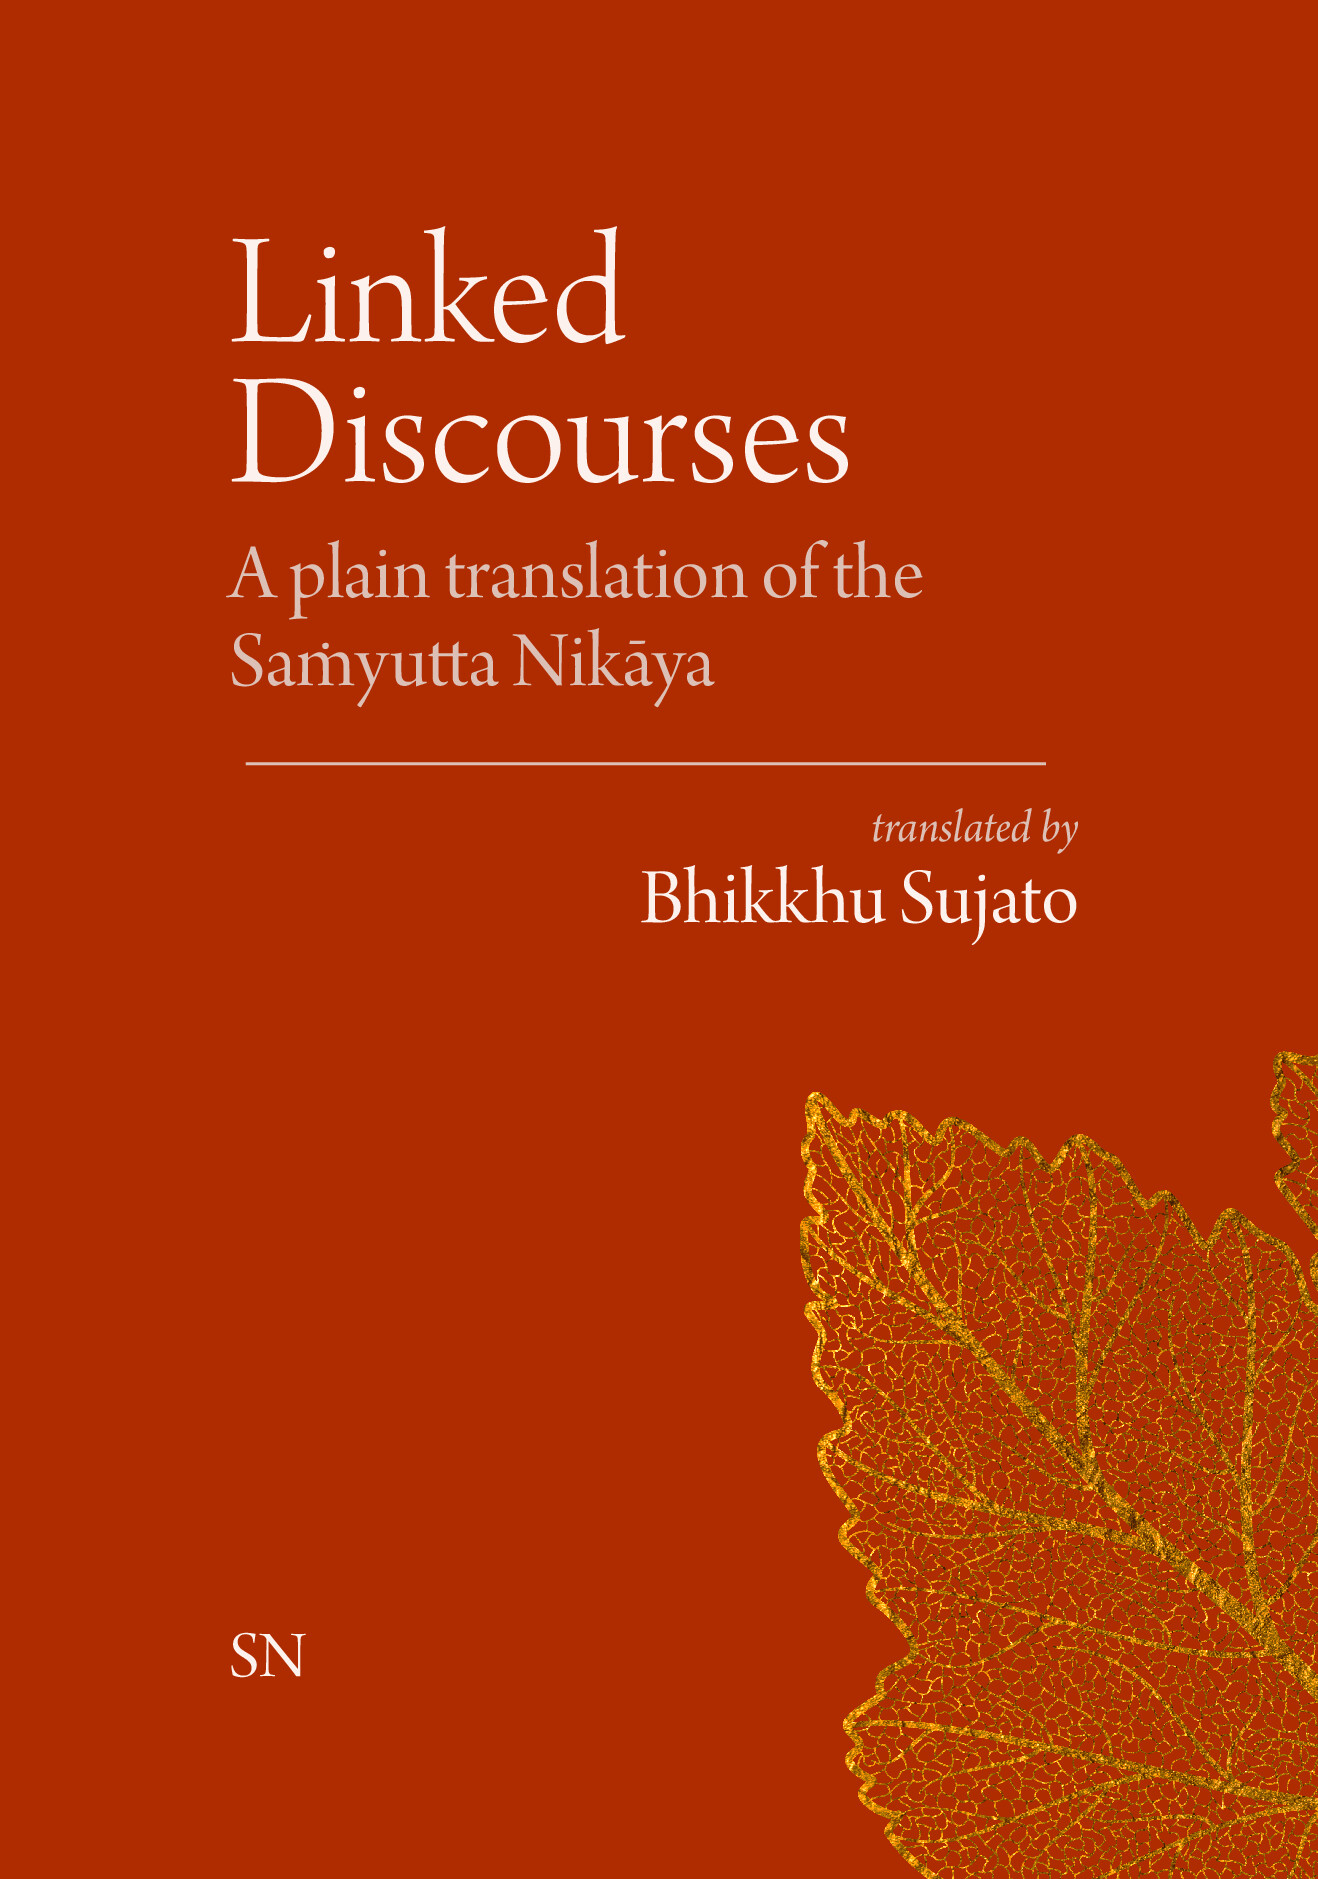 Linked
Discourses
A plain translation of the
Saṁyutta Nikāya
translated by
Bhikkhu Sujato
SN